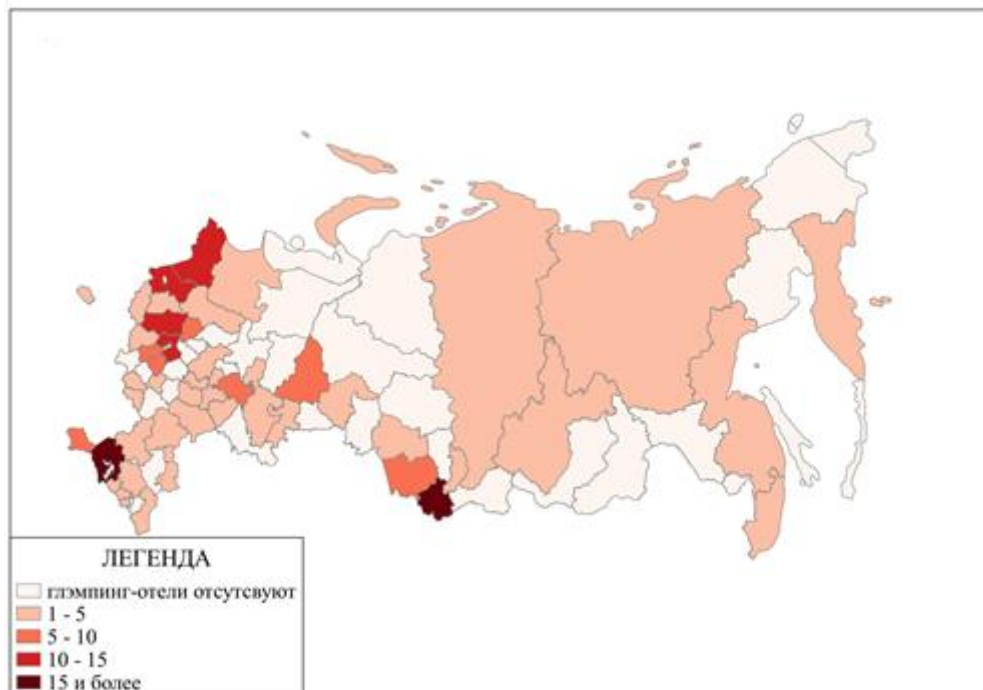 ЛЕГЕНДА
глэмпинг-отели отсутсвуют
1 - 5
5 - 10
10 - 15
15 и более